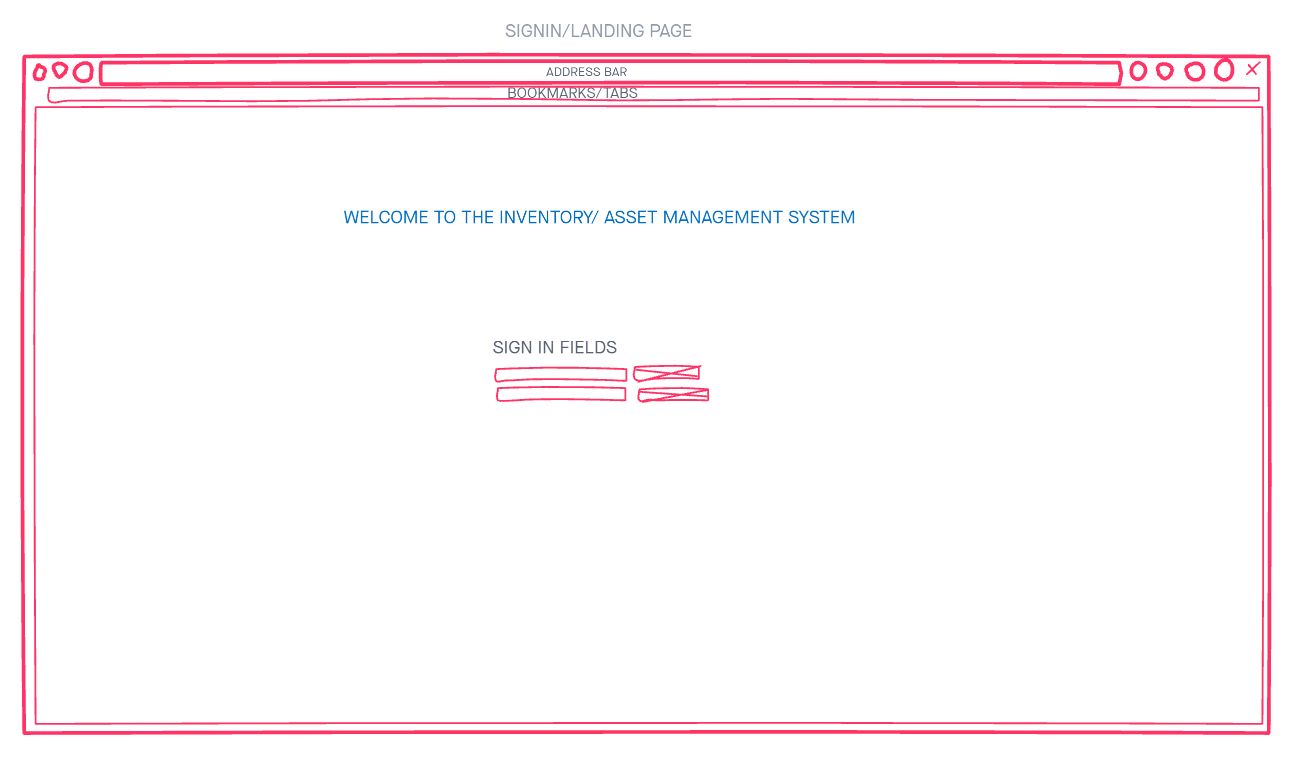 SIGNIN/LANDING PAGE
ADDRESS BAR
BOOKMARKS/TABS
WELCOME TO THE INVENTORY/ ASSET MANAGEMENT SYSTEM
SIGN IN FIELDS